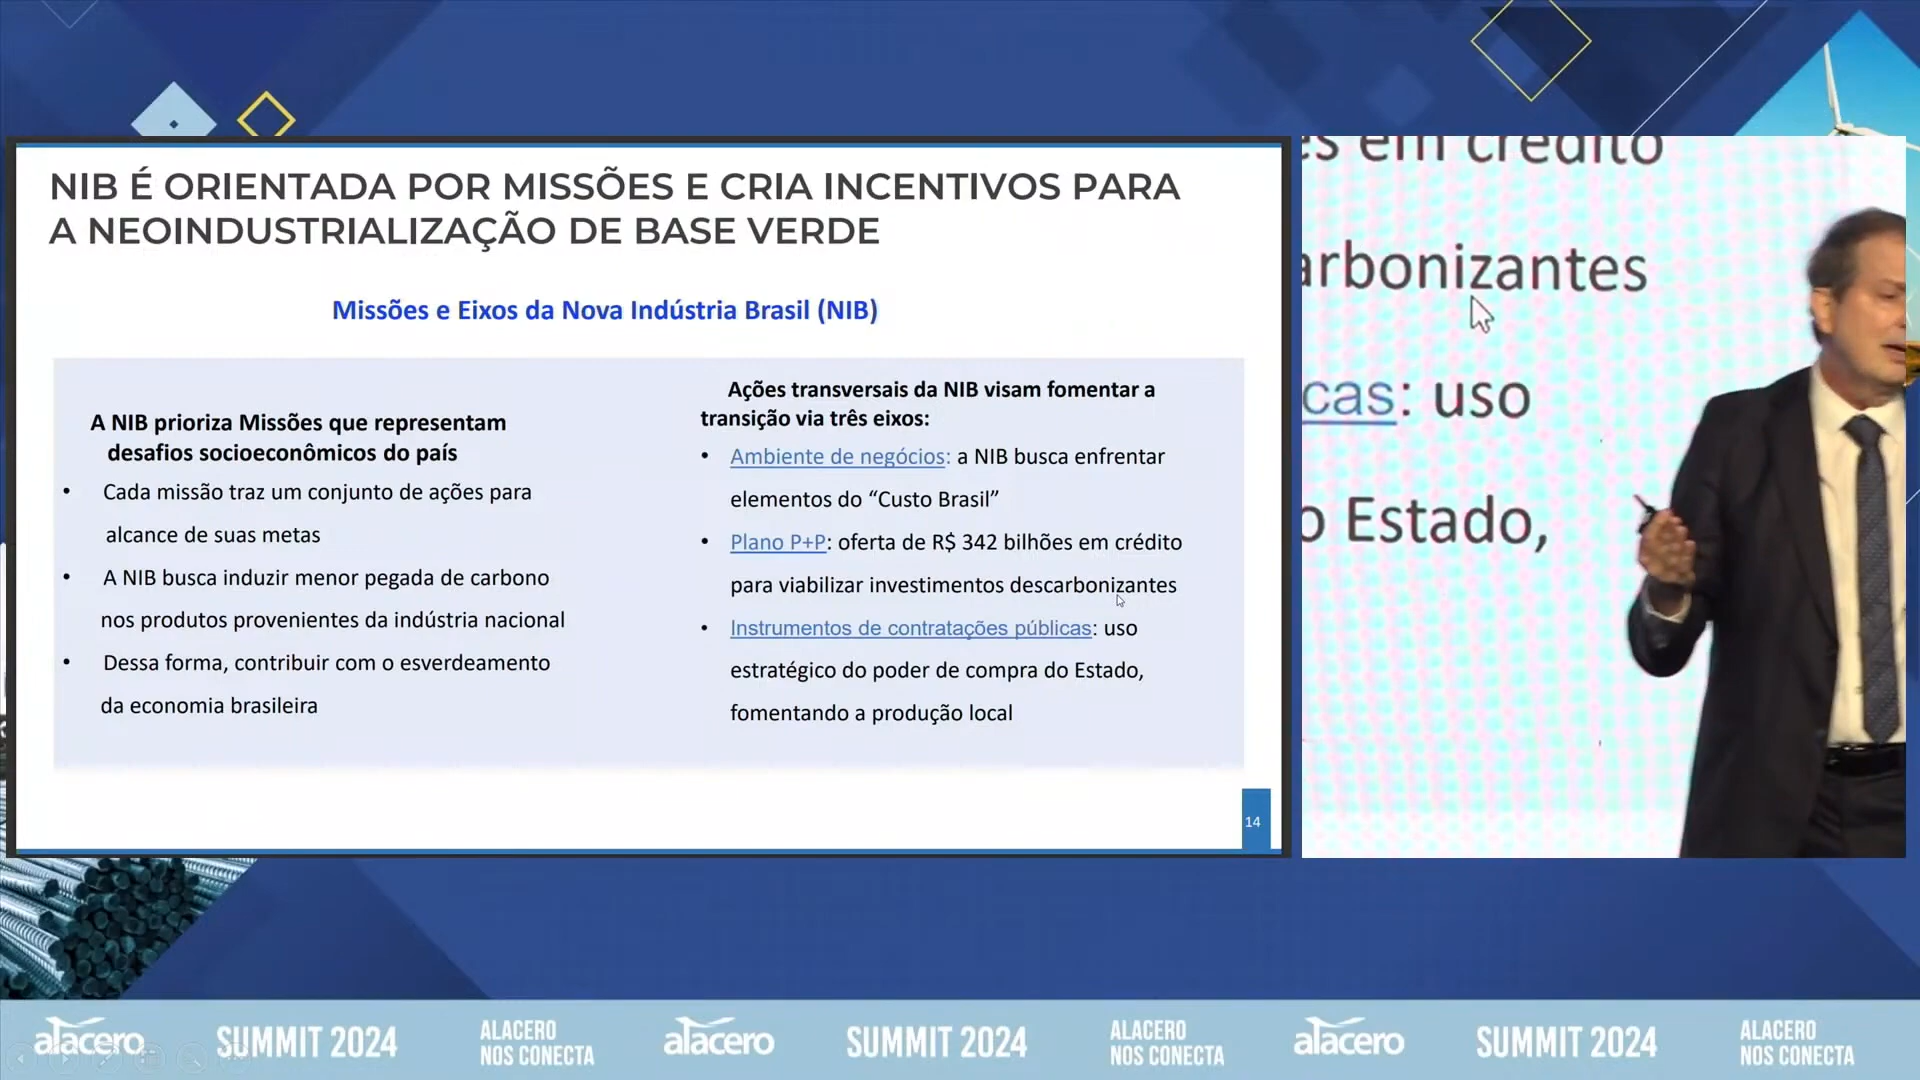 NIB É ORIENTADA POR MISSÕES E CRIA INCENTIVOS PARA
A NEOINDUSTRIALIZAÇÃO DE BASE VERDE
Missões e Eixos da Nova Indústria Brasil (NIB)
A NIB prioriza Missões que representam
desafios socioeconômicos do país
• Cada missão traz um conjunto de ações para
alcance de suas metas
• A NIB busca induzir menor pegada de carbono
nos produtos provenientes da indústria nacional
• Dessa forma, contribuir com o esverdeamento
da economia brasileira
Ações transversais da NIB visam fomentar a
transição via três eixos:
• Ambiente de negócios: a NIB busca enfrentar
elementos do “Custo Brasil”
• Plano P+P: oferta de R$ 342 bilhões em crédito
para viabilizar investimentos descarbonizantes
• Instrumentos de contratações públicas: uso
estratégico do poder de compra do Estado,
fomentando a produção local
14
es em crédito
arbonizantes
cas: uso
o Estado,
alacero
SUMMIT 2024
ALACERO
NOS CONECTA
alacero
SUMMIT 2024
ALACERO
NOS CONECTA
alacero
SUMMIT 2024
ALACERO
NOS CONECTA